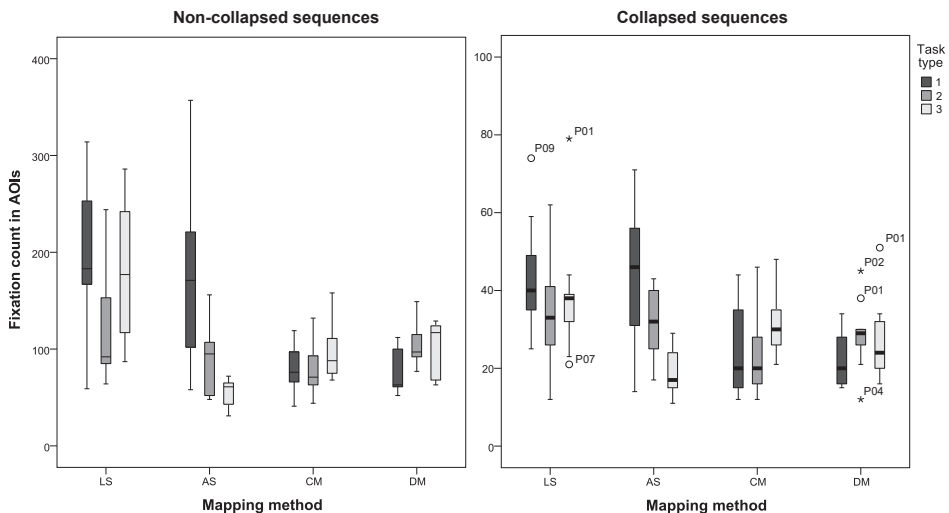 Non-collapsed sequences
Collapsed sequences
Fixation count in AOIs
400
300
200
100
0
LS
AS
CM
DM
Mapping method
100
80
60
40
20
0
P09
P01
P07
P01
P02
P01
P04
LS
AS
CM
DM
Mapping method
Task
type
1
2
3